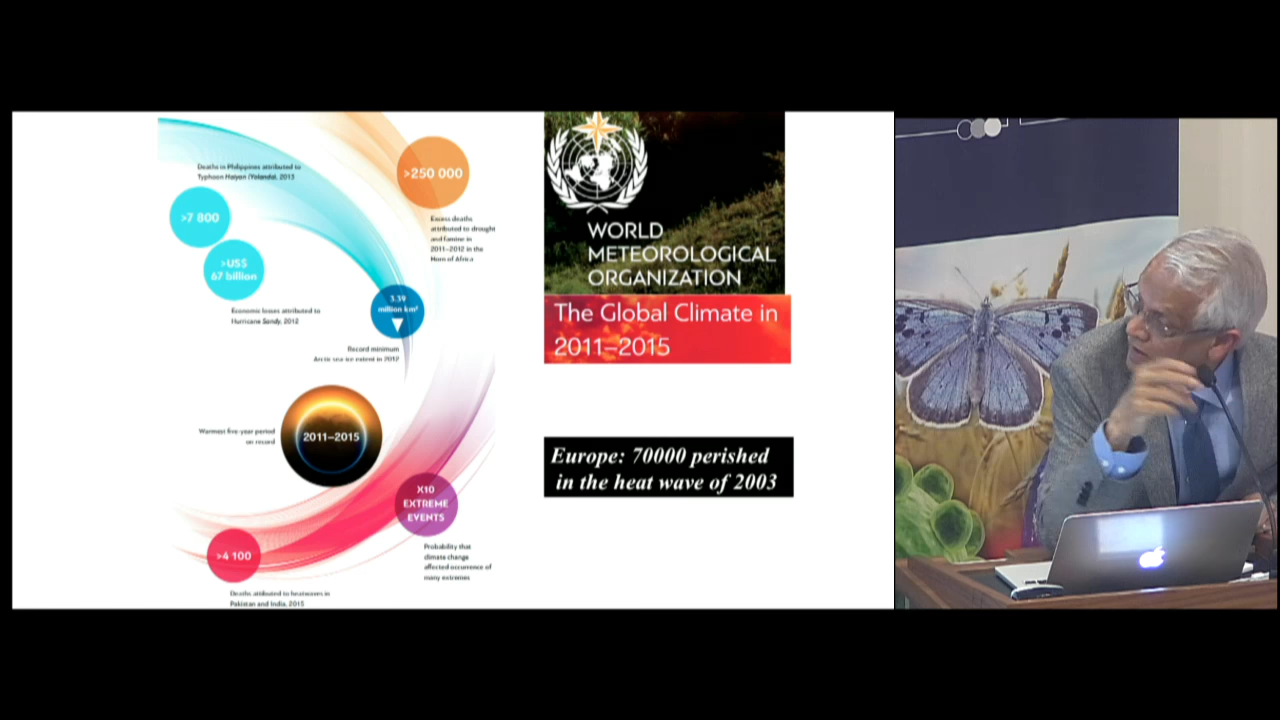 Deaths in Philippines attributed to
Typhoon Haiyan (Yolanda), 2013
>7 800
>US$
67 billion
Economic losses attributed to
Hurricane Sandy, 2012
>250 000
Excess deaths
attributed to drought
and famine in
2011–2012 in the
Horn of Africa
3.39
million km²
Record minimum
Arctic sea ice extent in 2012
Warmest five-year period
on record
2011–2015
X10
EXTREME
EVENTS
Probability that
climate change
affected occurrence of
many extremes
>4 100
Deaths attributed to heatwaves in
Pakistan and India, 2015
WORLD
METEOROLOGICAL
ORGANIZATION
The Global Climate in
2011–2015
Europe: 70000 perished
in the heat wave of 2003